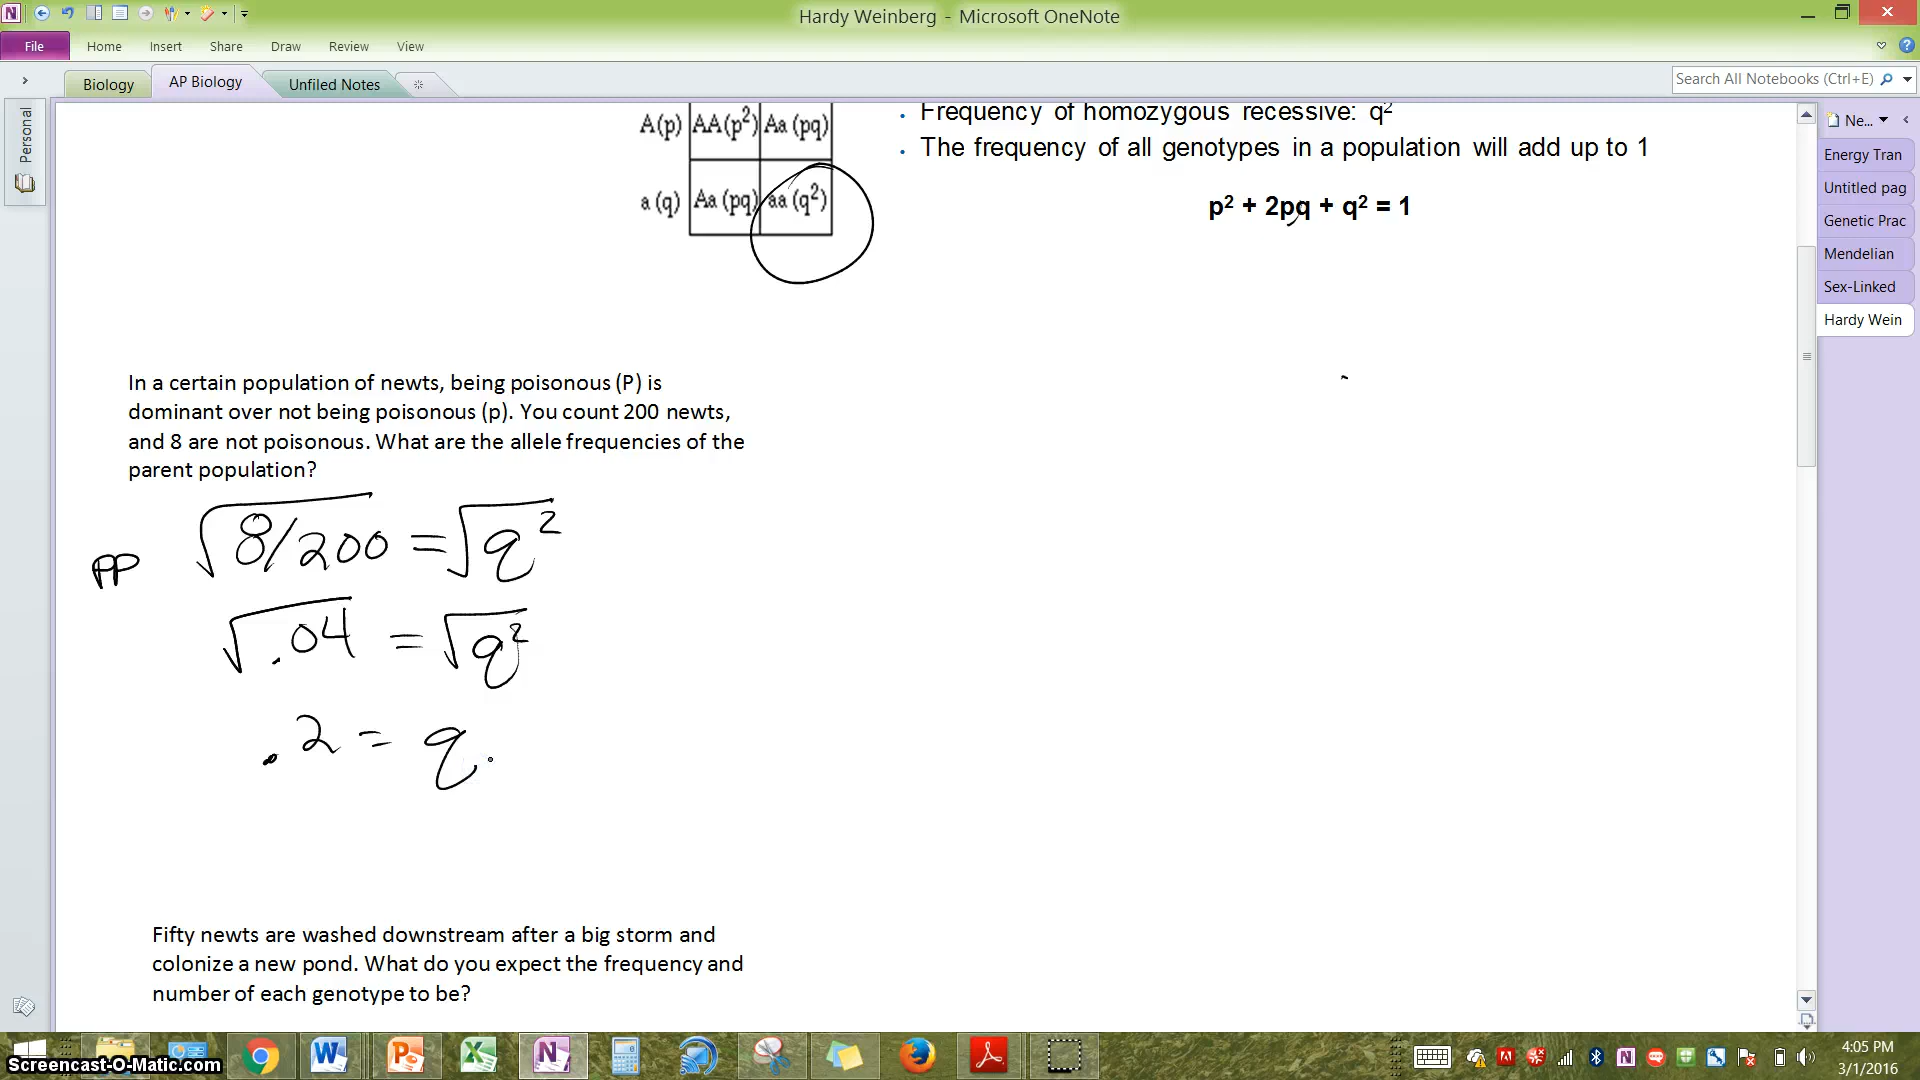 Hardy Weinberg - Microsoft OneNote
File Home Insert Share Draw Review View
Biology AP Biology Unfiled Notes
Search All Notebooks (Ctrl+E)
Personal
Ne...
Energy Tran
Untitled pag
Genetic Prac
Mendelian
Sex-Linked
Hardy Wein
A(p) AA(p²) Aa(pq)
a(q) Aa(pq) aa(q²)
• Frequency of homozygous recessive: q²
• The frequency of all genotypes in a population will add up to 1
p² + 2pq + q² = 1
In a certain population of newts, being poisonous (P) is
dominant over not being poisonous (p). You count 200 newts,
and 8 are not poisonous. What are the allele frequencies of the
parent population?
pp √8/200 = √q²
√.04 = √q²
.2 = q
Fifty newts are washed downstream after a big storm and
colonize a new pond. What do you expect the frequency and
number of each genotype to be?
Screencast-O-Matic.com
4:05 PM
3/1/2016